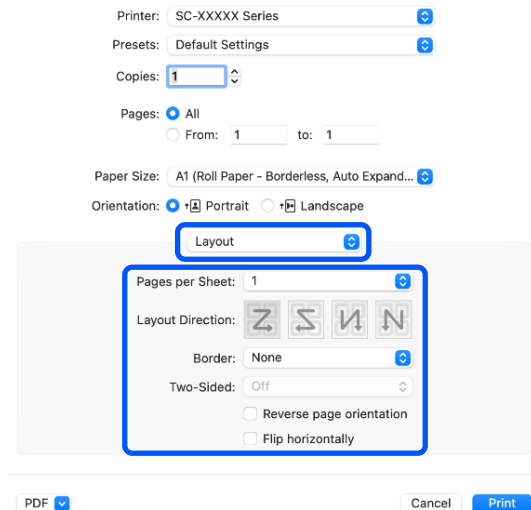 Printer: SC-XXXXX Series
Presets: Default Settings
Copies: 1
Pages: All
From: 1 to: 1
Paper Size: A1 (Roll Paper - Borderless, Auto Expand...
Orientation: Portrait Landscape
Layout
Pages per Sheet: 1
Layout Direction:
Border: None
Two-Sided: Off
Reverse page orientation
Flip horizontally
PDF Cancel Print